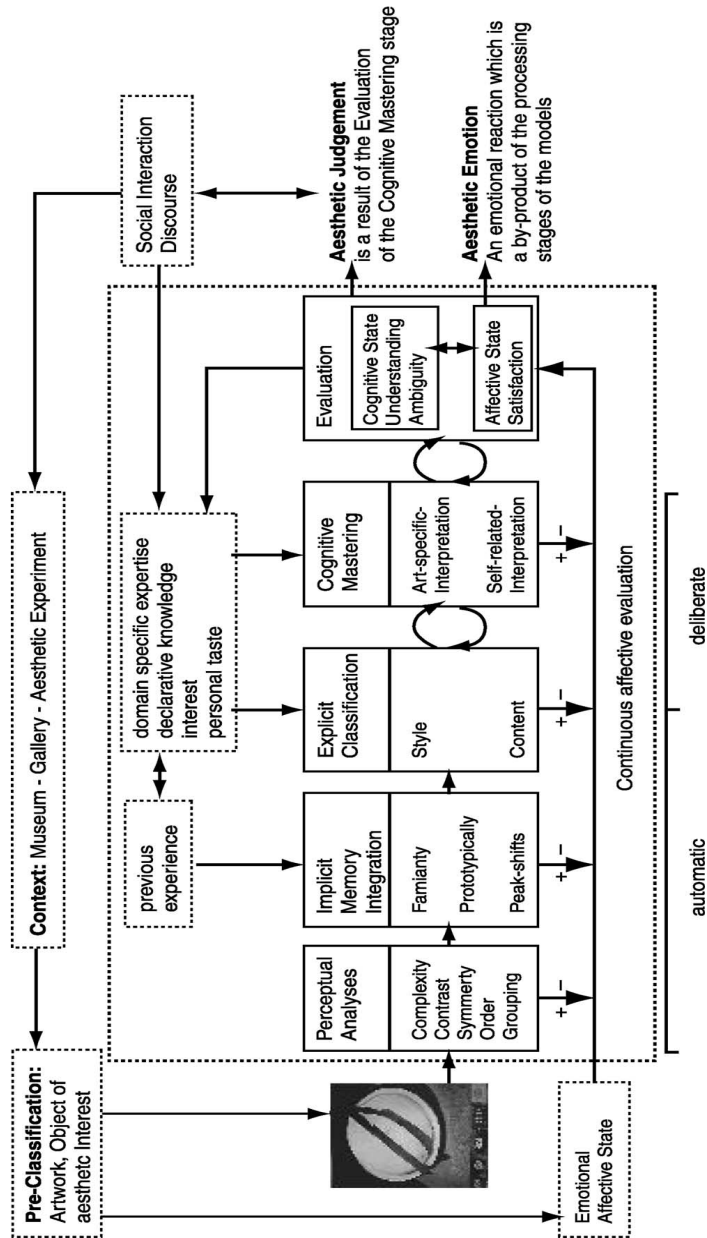 Pre-Classification:
Artwork, Object of
aesthetc Interest
Context: Museum - Gallery - Aesthetic Experiment
Social Interaction
Discourse
previous
experience
domain specific expertise
declarative knowledge
interest
personal taste
Perceptual
Analyses
Complexity
Contrast
Symmerty
Order
Grouping
Implicit
Memory
Integration
Famianty
Prototypically
Peak-shifts
Explicit
Classification
Style
Content
Cognitive
Mastering
Art-specific-
Interpretation
Self-related-
Interpretation
Evaluation
Cognitive State
Understanding
Ambiguity
Affective State
Satisfaction
Aesthetic Judgement
is a result of the Evaluation
of the Cognitive Mastering stage
Aesthetic Emotion
An emotional reaction which is
a by-product of the processing
stages of the models
+ −
+ −
+ −
+ −
Emotional
Affective State
Continuous affective evaluation
automatic
deliberate